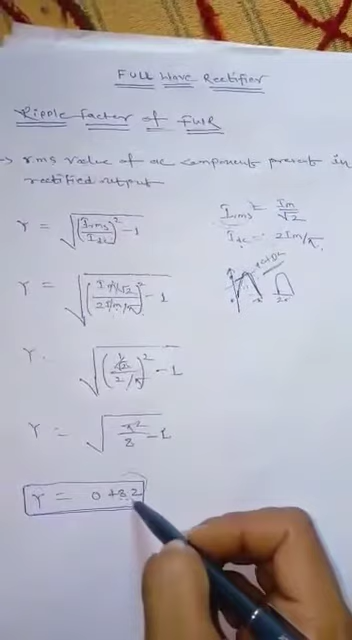 Full Wave Rectifier
Ripple factor of FWR
→ rms value of ac component present in
rectified output
γ = √((Irms/Idc)² - 1)
Irms = Im/√2
Idc = 2Im/π
γ = √(((Im/√2)/(2Im/π))² - 1)
γ √(((1/√2)/(2/π))² - 1)
γ = √(π²/8 - 1)
γ =